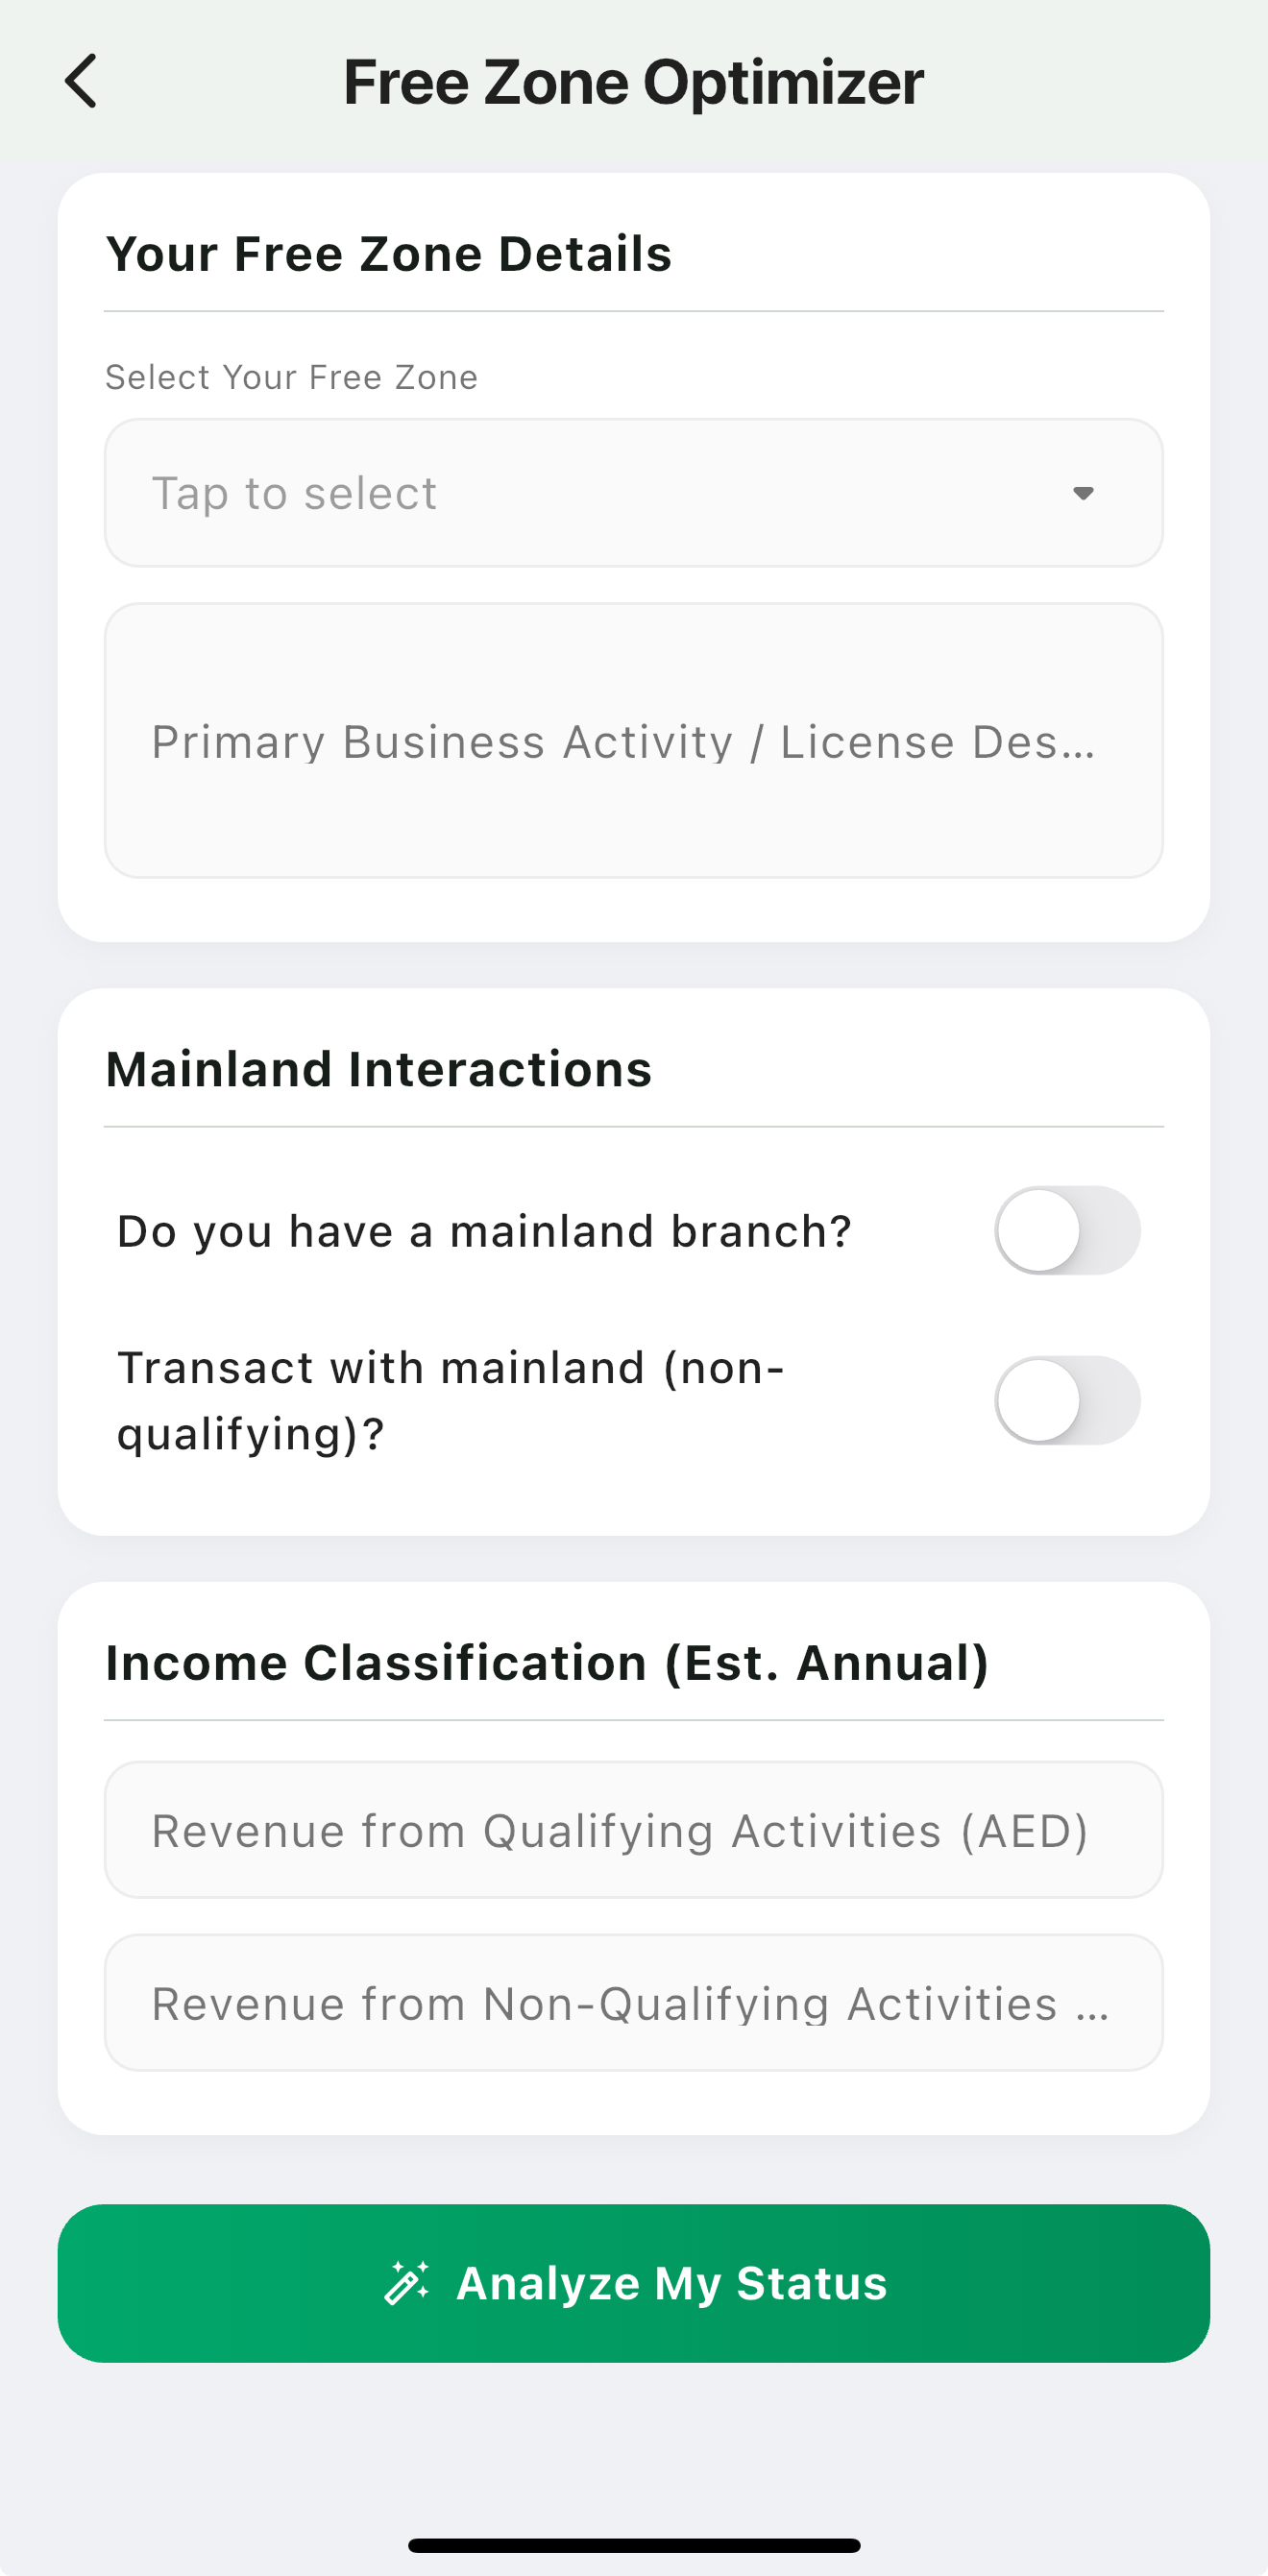 Free Zone Optimizer
Your Free Zone Details
Select Your Free Zone
Tap to select
Primary Business Activity / License Des...
Mainland Interactions
Do you have a mainland branch?
Transact with mainland (non-
qualifying)?
Income Classification (Est. Annual)
Revenue from Qualifying Activities (AED)
Revenue from Non-Qualifying Activities ...
Analyze My Status